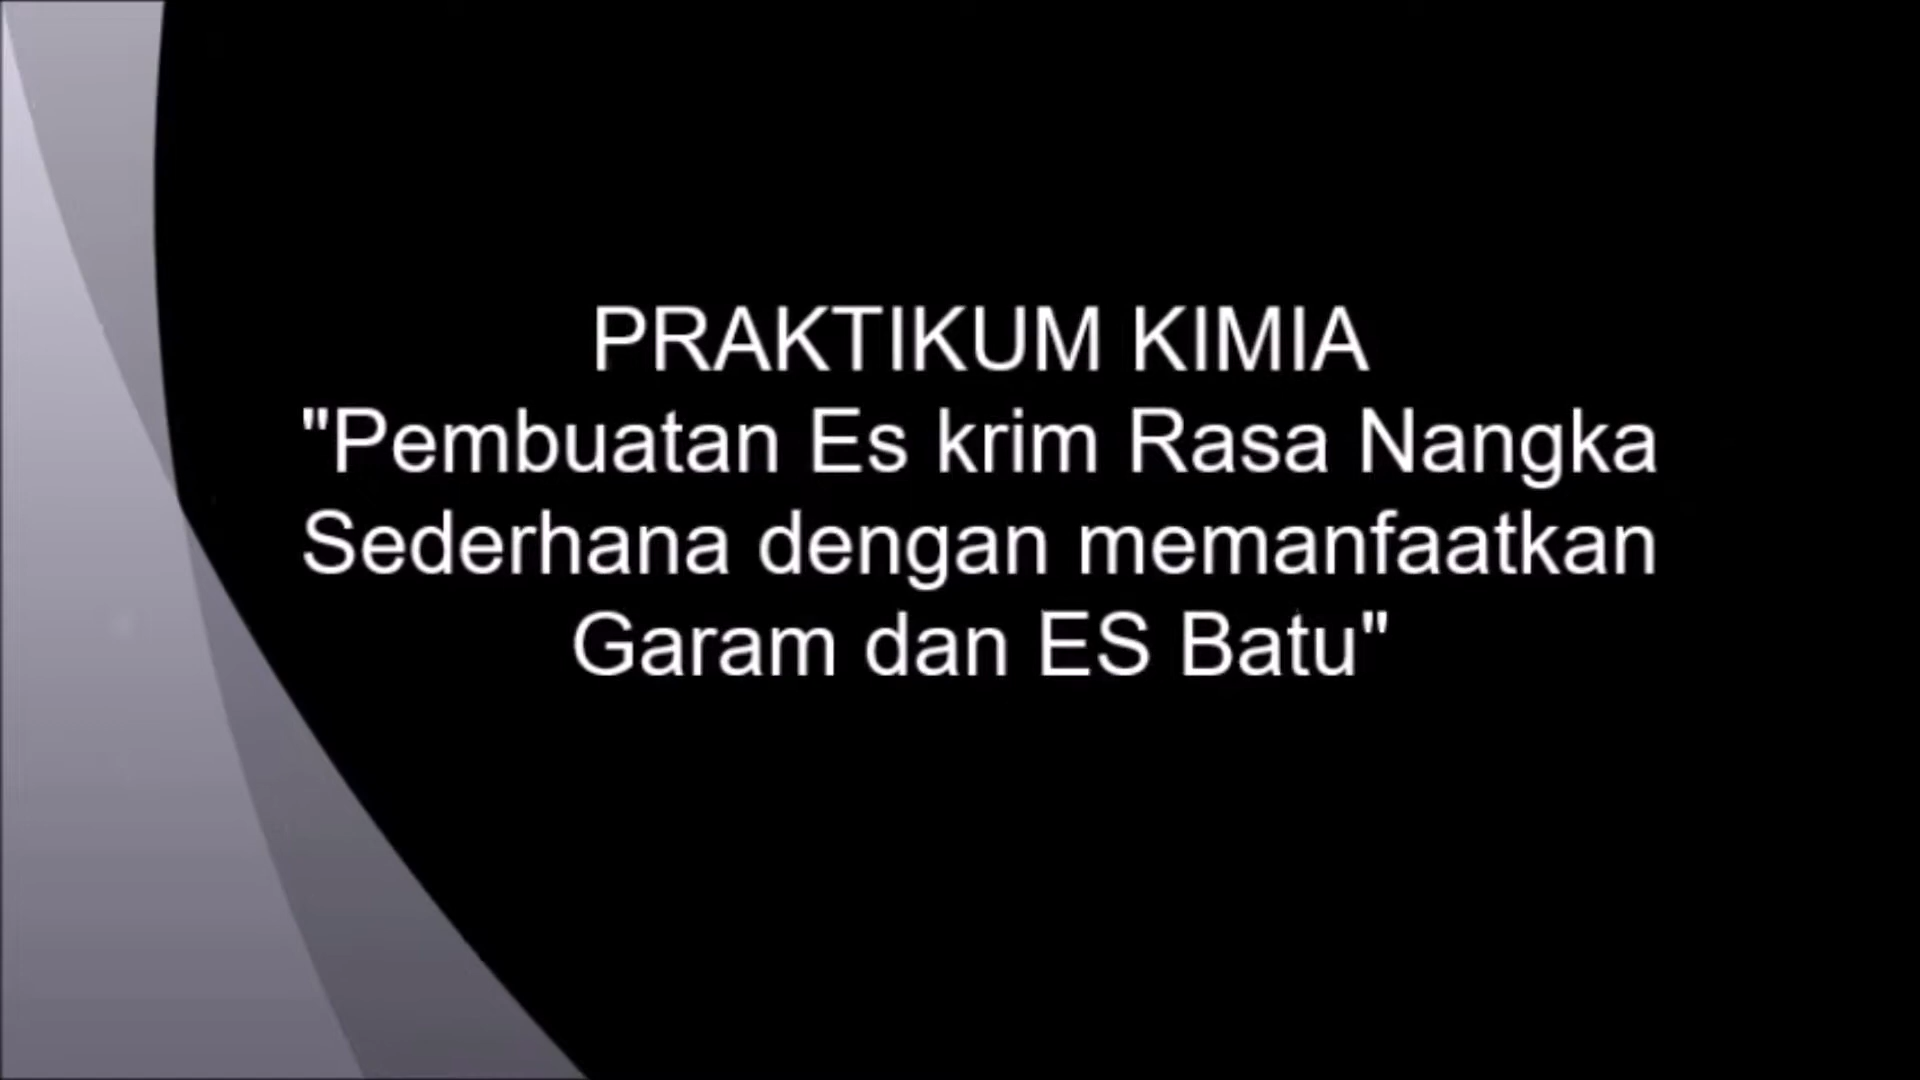 PRAKTIKUM KIMIA
"Pembuatan Es krim Rasa Nangka
Sederhana dengan memanfaatkan
Garam dan ES Batu"